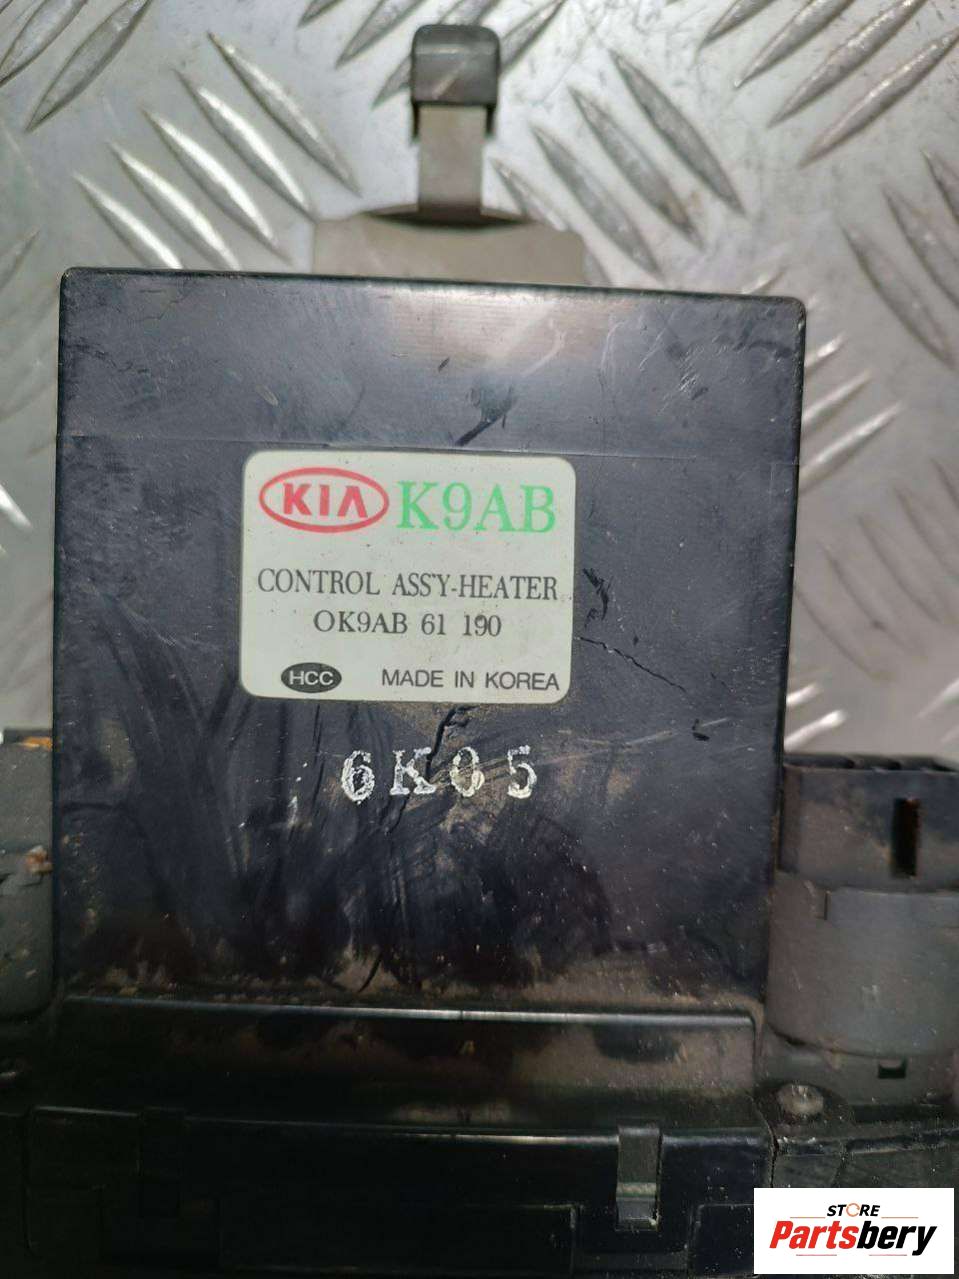 KIA K9AB
CONTROL ASS'Y-HEATER
OK9AB 61 190
HCC MADE IN KOREA
6K05
STORE
Partsbery